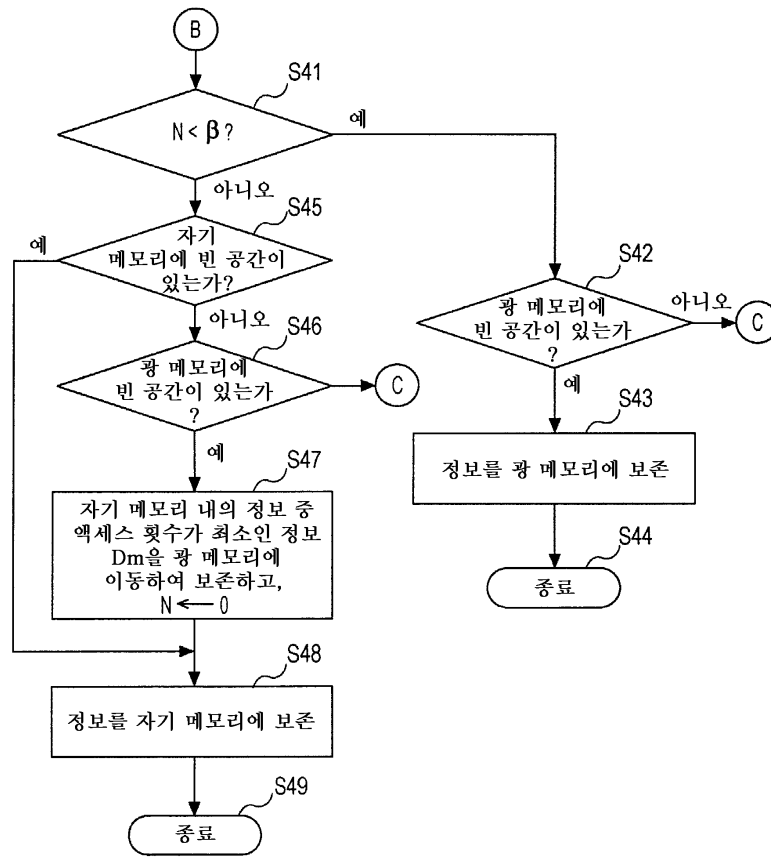 B
S41
N < β ?
예
아니오
S45
자기
메모리에 빈 공간이
있는가?
예
아니오
S46
광 메모리에
빈 공간이 있는가
?
C
예
S47
자기 메모리 내의 정보 중
액세스 횟수가 최소인 정보
Dm을 광 메모리에
이동하여 보존하고,
N ← 0
S48
정보를 자기 메모리에 보존
S49
종료
S42
광 메모리에
빈 공간이 있는가
?
아니오
C
예
S43
정보를 광 메모리에 보존
S44
종료